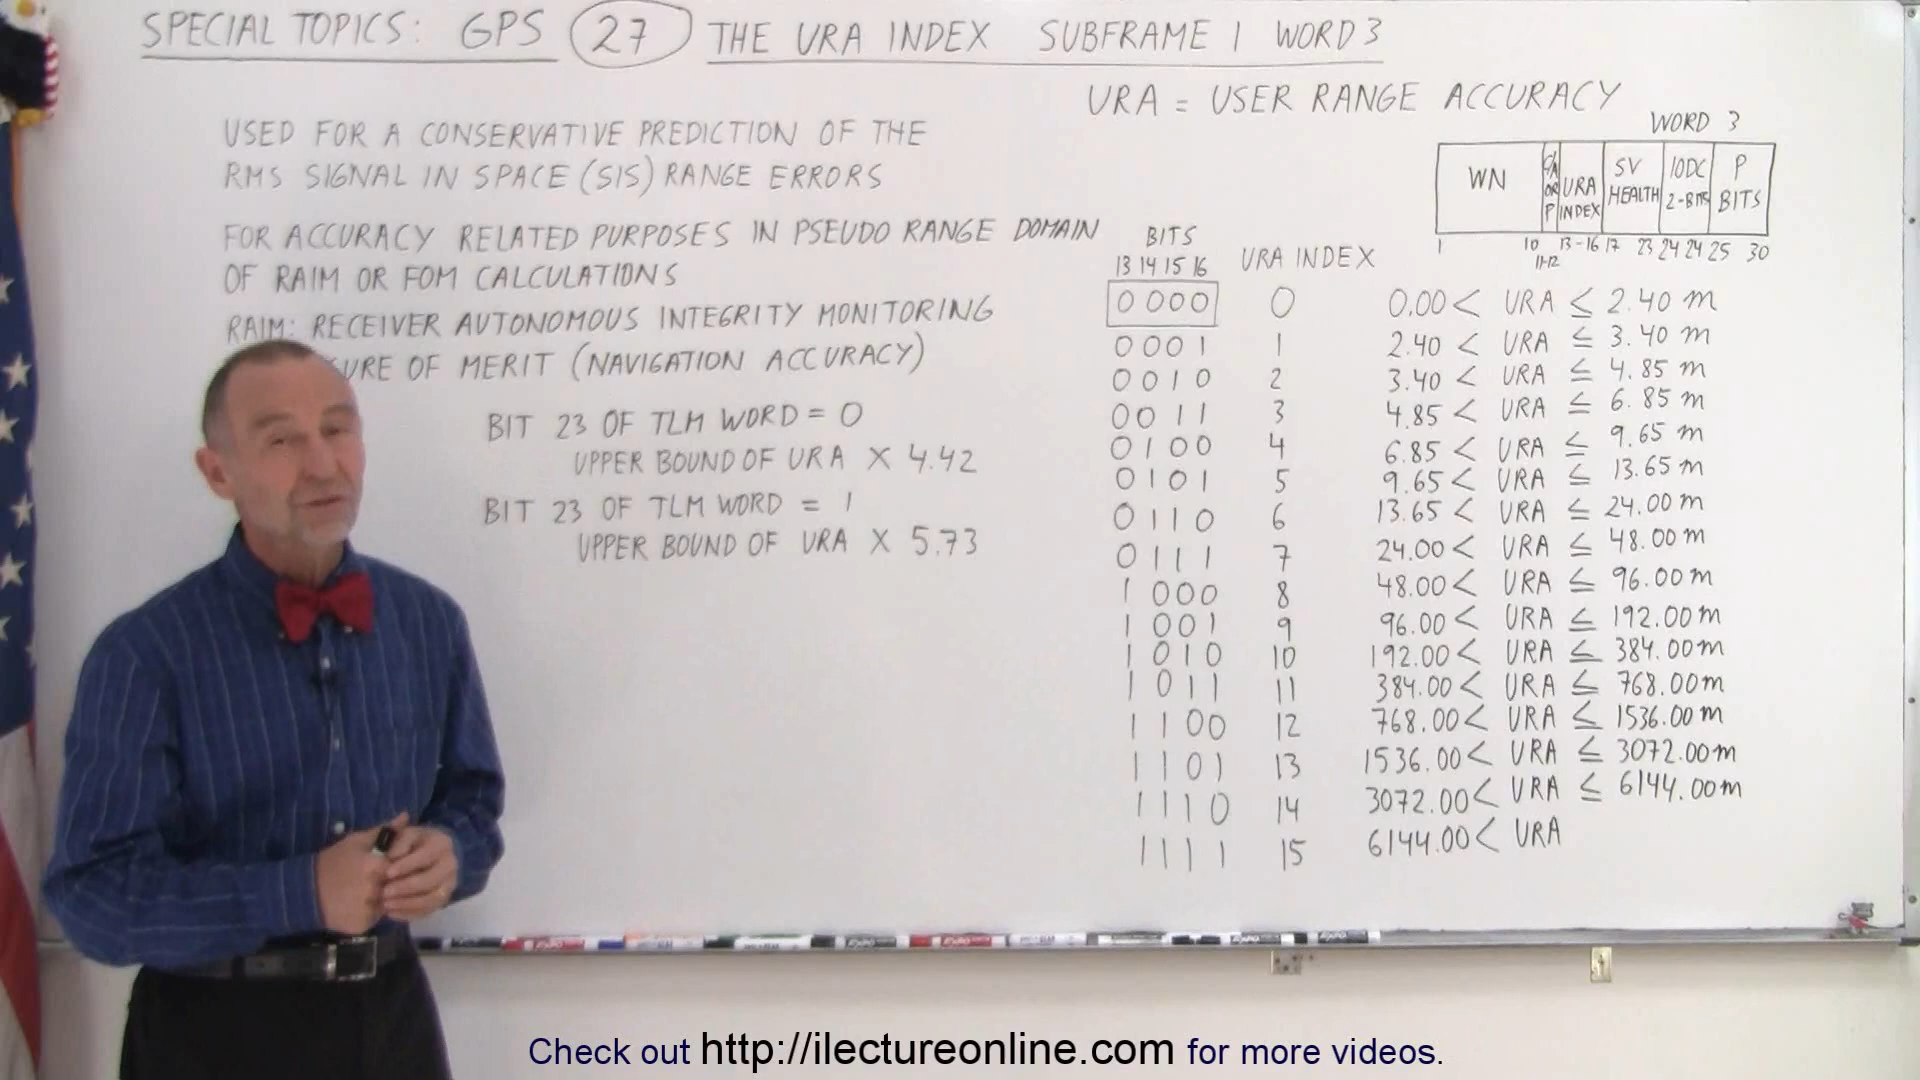 SPECIAL TOPICS: GPS 27 THE URA INDEX SUBFRAME 1 WORD 3
URA = USER RANGE ACCURACY
USED FOR A CONSERVATIVE PREDICTION OF THE
RMS SIGNAL IN SPACE (SIS) RANGE ERRORS
FOR ACCURACY RELATED PURPOSES IN PSEUDO RANGE DOMAIN
OF RAIM OR FOM CALCULATIONS
RAIM: RECEIVER AUTONOMOUS INTEGRITY MONITORING
OF MERIT (NAVIGATION ACCURACY)
BIT 23 OF TLM WORD = 0
UPPER BOUND OF URA X 4.42
BIT 23 OF TLM WORD = 1
UPPER BOUND OF URA X 5.73
WORD 3
WN C/A OR P URA INDEX SV HEALTH IODC 2-BITS P BITS
1 10 11-12 13-16 17 23 24 24 25 30
BITS
13 14 15 16 URA INDEX
0000 0 0.00 < URA ≤ 2.40 m
0001 1 2.40 < URA ≤ 3.40 m
0010 2 3.40 < URA ≤ 4.85 m
0011 3 4.85 < URA ≤ 6.85 m
0100 4 6.85 < URA ≤ 9.65 m
0101 5 9.65 < URA ≤ 13.65 m
0110 6 13.65 < URA ≤ 24.00 m
0111 7 24.00 < URA ≤ 48.00 m
1000 8 48.00 < URA ≤ 96.00 m
1001 9 96.00 < URA ≤ 192.00 m
1010 10 192.00 < URA ≤ 384.00 m
1011 11 384.00 < URA ≤ 768.00 m
1100 12 768.00 < URA ≤ 1536.00 m
1101 13 1536.00 < URA ≤ 3072.00 m
1110 14 3072.00 < URA ≤ 6144.00 m
1111 15 6144.00 < URA
EXPO EXPO EXPO EXPO EXPO
Check out http://ilectureonline.com for more videos.